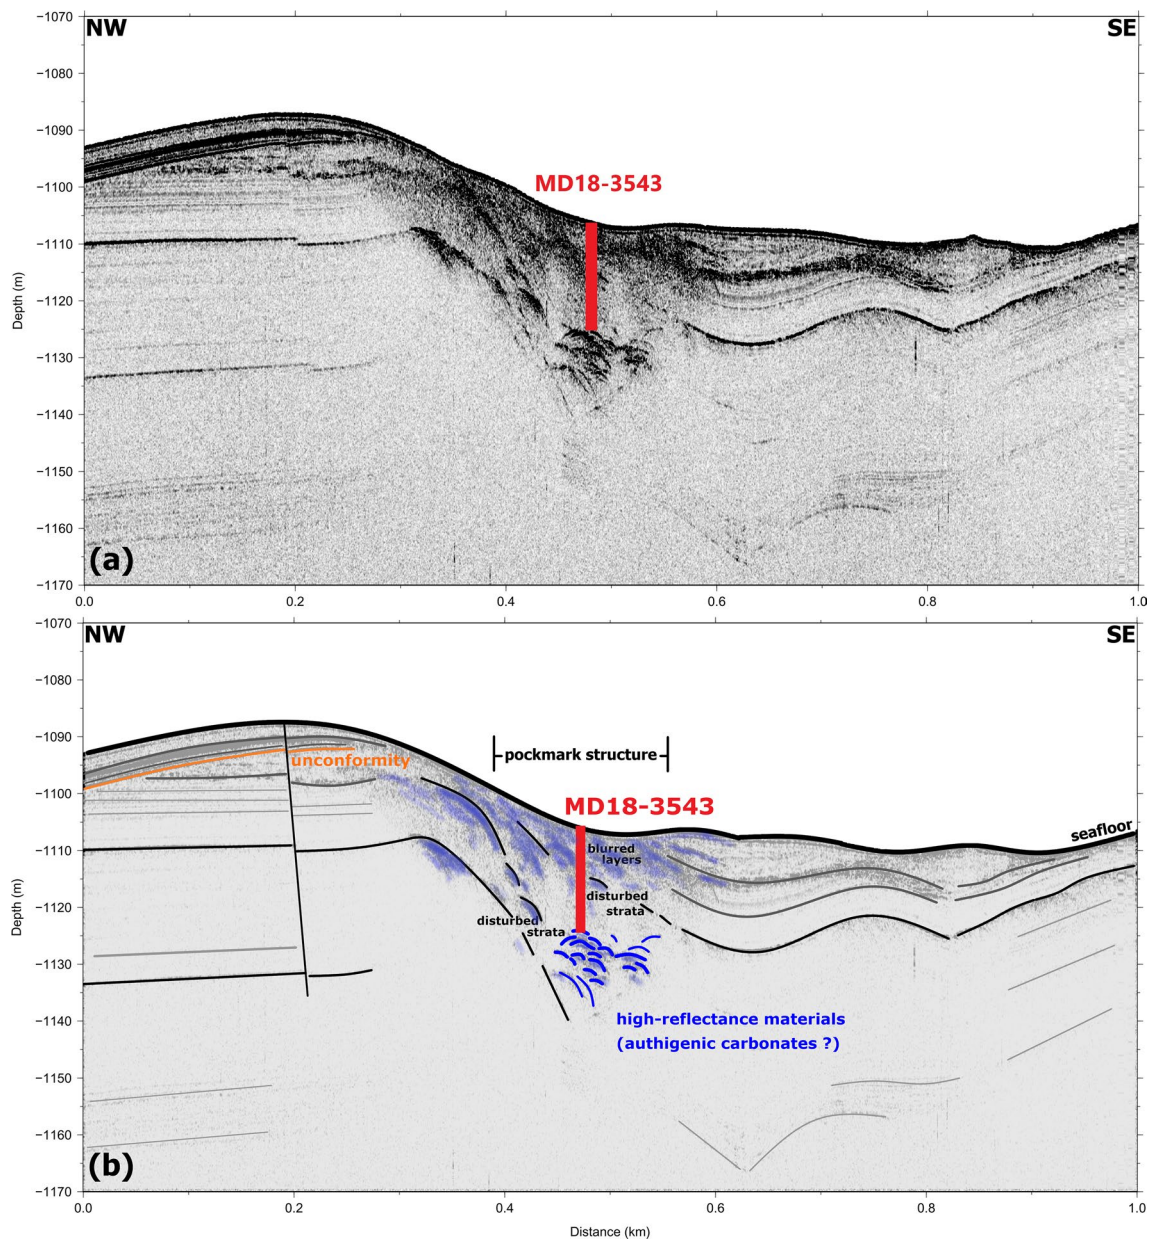 −1070
NW
SE
−1080
−1090
−1100
MD18-3543
−1110
Depth (m)
−1120
−1130
−1140
−1150
−1160
(a)
−1170
0.0
0.2
0.4
0.6
0.8
1.0
−1070
NW
SE
−1080
−1090
pockmark structure
unconformity
−1100
MD18-3543
seafloor
−1110
blurred
layers
Depth (m)
disturbed
strata
−1120
disturbed
strata
−1130
high-reflectance materials
−1140
(authigenic carbonates ?)
−1150
−1160
(b)
−1170
0.0
0.2
0.4
0.6
0.8
1.0
Distance (km)